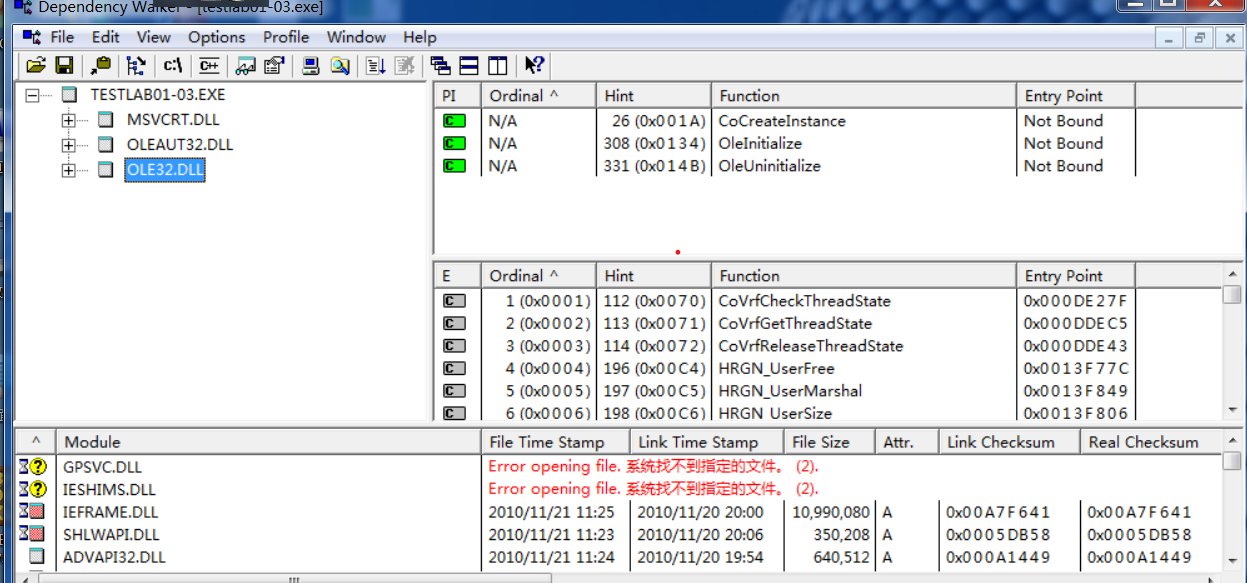 Dependency Walker - [testlab01-03.exe]
File Edit View Options Profile Window Help
C:\ C++
TESTLAB01-03.EXE
MSVCRT.DLL
OLEAUT32.DLL
OLE32.DLL
PI Ordinal ^ Hint Function Entry Point
C N/A 26 (0x001A) CoCreateInstance Not Bound
C N/A 308 (0x0134) OleInitialize Not Bound
C N/A 331 (0x014B) OleUninitialize Not Bound
E Ordinal ^ Hint Function Entry Point
C 1 (0x0001) 112 (0x0070) CoVrfCheckThreadState 0x000DE27F
C 2 (0x0002) 113 (0x0071) CoVrfGetThreadState 0x000DDEC5
C 3 (0x0003) 114 (0x0072) CoVrfReleaseThreadState 0x000DDE43
C 4 (0x0004) 196 (0x00C4) HRGN_UserFree 0x0013F77C
C 5 (0x0005) 197 (0x00C5) HRGN_UserMarshal 0x0013F849
C 6 (0x0006) 198 (0x00C6) HRGN_UserSize 0x0013F806
^ Module File Time Stamp Link Time Stamp File Size Attr. Link Checksum Real Checksum
? GPSVC.DLL Error opening file. 系统找不到指定的文件。 (2).
? IESHIMS.DLL Error opening file. 系统找不到指定的文件。 (2).
IEFRAME.DLL 2010/11/21 11:25 2010/11/20 20:00 10,990,080 A 0x00A7F641 0x00A7F641
SHLWAPI.DLL 2010/11/21 11:23 2010/11/20 20:06 350,208 A 0x0005DB58 0x0005DB58
ADVAPI32.DLL 2010/11/21 11:24 2010/11/20 19:54 640,512 A 0x000A1449 0x000A1449